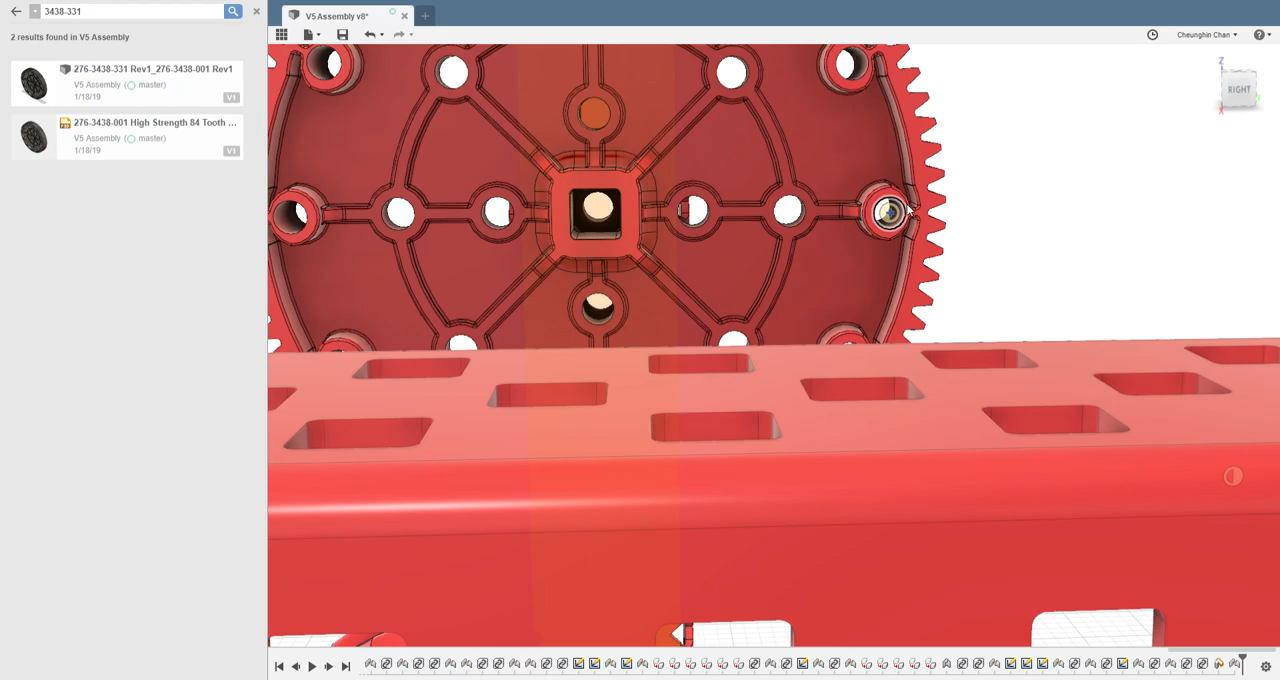 3438-331
2 results found in V5 Assembly
276-3438-331 Rev1_276-3438-001 Rev1
V5 Assembly (master)
1/18/19
V1
276-3438-001 High Strength 84 Tooth ...
V5 Assembly (master)
1/18/19
V1
V5 Assembly v8*
Cheunghin Chan
Z
RIGHT
X